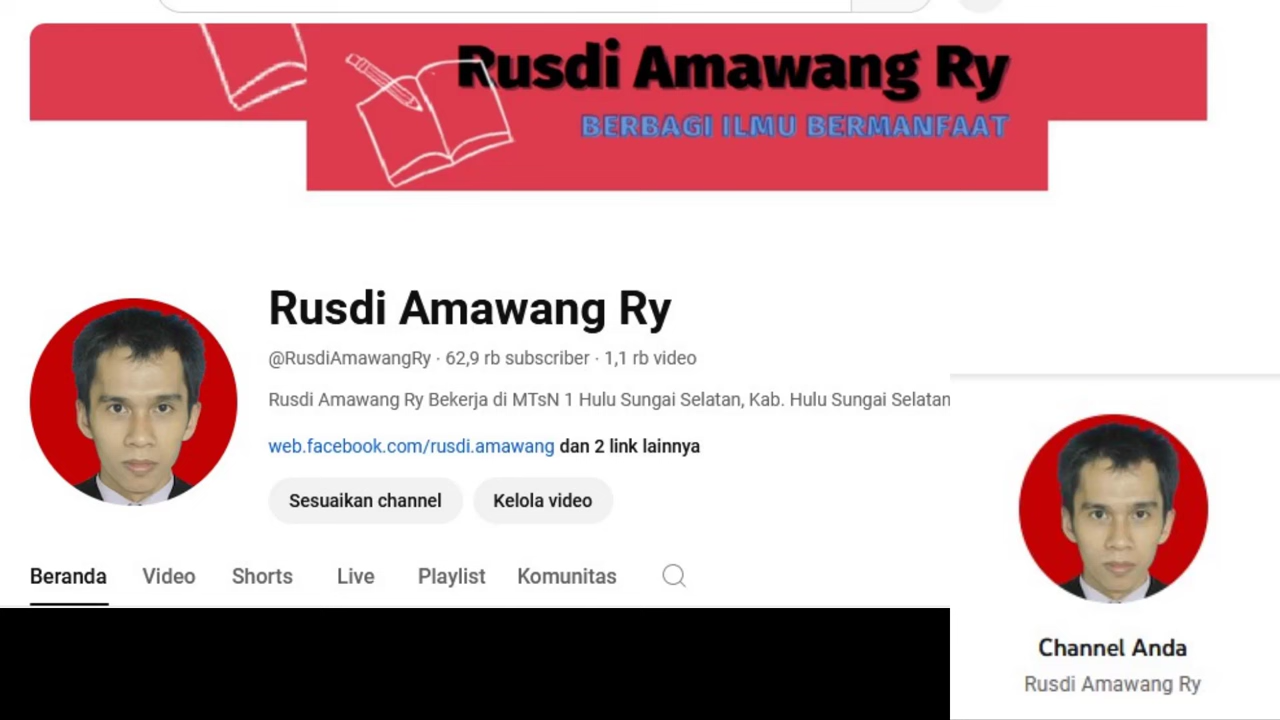 Rusdi Amawang Ry
BERBAGI ILMU BERMANFAAT
Rusdi Amawang Ry
@RusdiAmawangRy · 62,9 rb subscriber · 1,1 rb video
Rusdi Amawang Ry Bekerja di MTsN 1 Hulu Sungai Selatan, Kab. Hulu Sungai Selatan
web.facebook.com/rusdi.amawang dan 2 link lainnya
Sesuaikan channel Kelola video
Beranda Video Shorts Live Playlist Komunitas
Channel Anda
Rusdi Amawang Ry